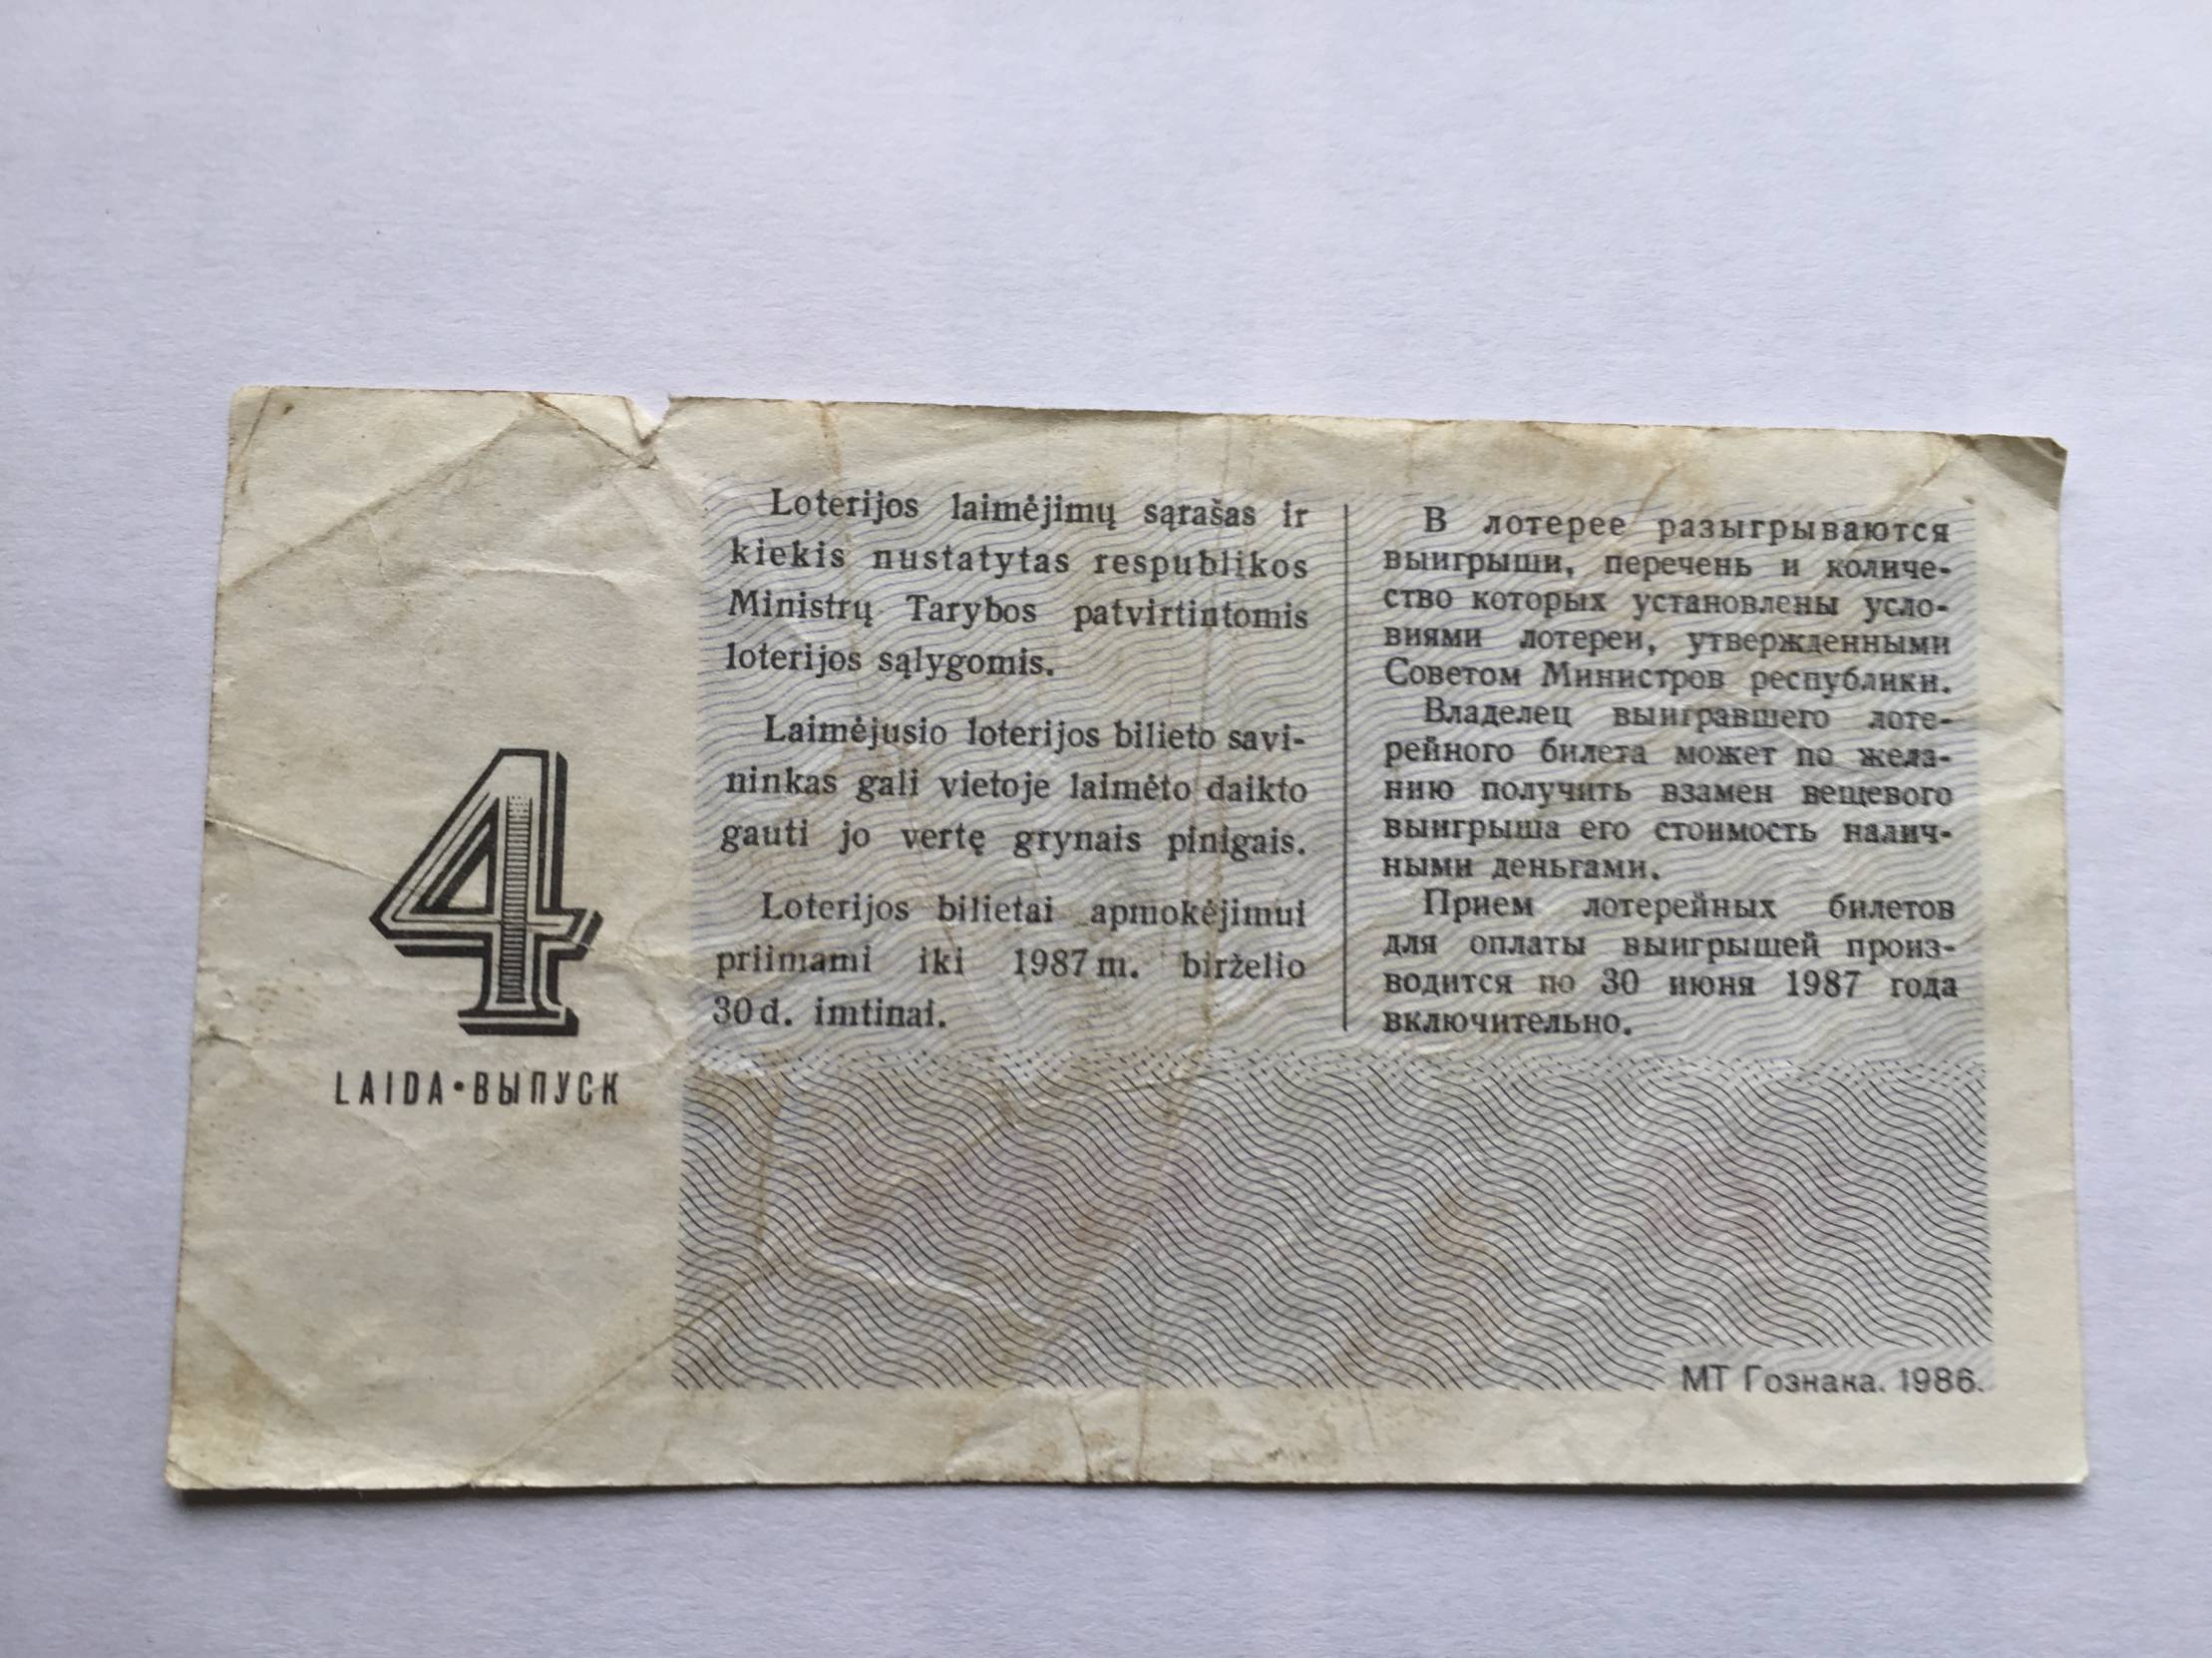 4
LAIDA•ВЫПУСК
Loterijos laimėjimų sąrašas ir
kiekis nustatytas respublikos
Ministrų Tarybos patvirtintomis
loterijos sąlygomis.
Laimėjusio loterijos bilieto savi-
ninkas gali vietoje laimėto daikto
gauti jo vertę grynais pinigais.
Loterijos bilietai apmokėjimui
priimami iki 1987 m. birželio
30 d. imtinai.
В лотерее разыгрываются
выигрыши, перечень и количе-
ство которых установлены усло-
виями лотереи, утвержденными
Советом Министров республики.
Владелец выигравшего лоте-
рейного билета может по жела-
нию получить взамен вещевого
выигрыша его стоимость налич-
ными деньгами.
Прием лотерейных билетов
для оплаты выигрышей произ-
водится по 30 июня 1987 года
включительно.
МТ Гознака. 1986.